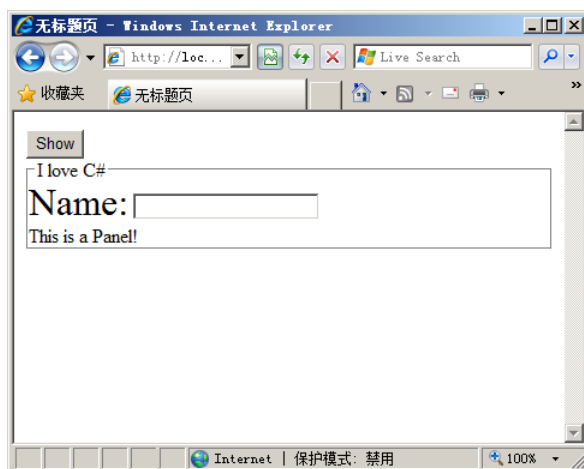 无标题页 - Windows Internet Explorer
http://loc...
Live Search
收藏夹
无标题页
»
Show
I love C#
Name:
This is a Panel!
Internet | 保护模式: 禁用
100%